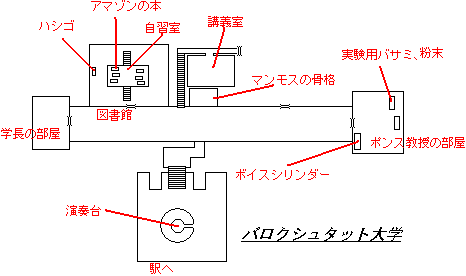 アマゾンの本
ハシゴ
自習室
講義室
実験用バサミ、粉末
マンモスの骨格
図書館
学長の部屋
ポンス教授の部屋
ボイスシリンダー
演奏台
バロクシュタット大学
駅へ